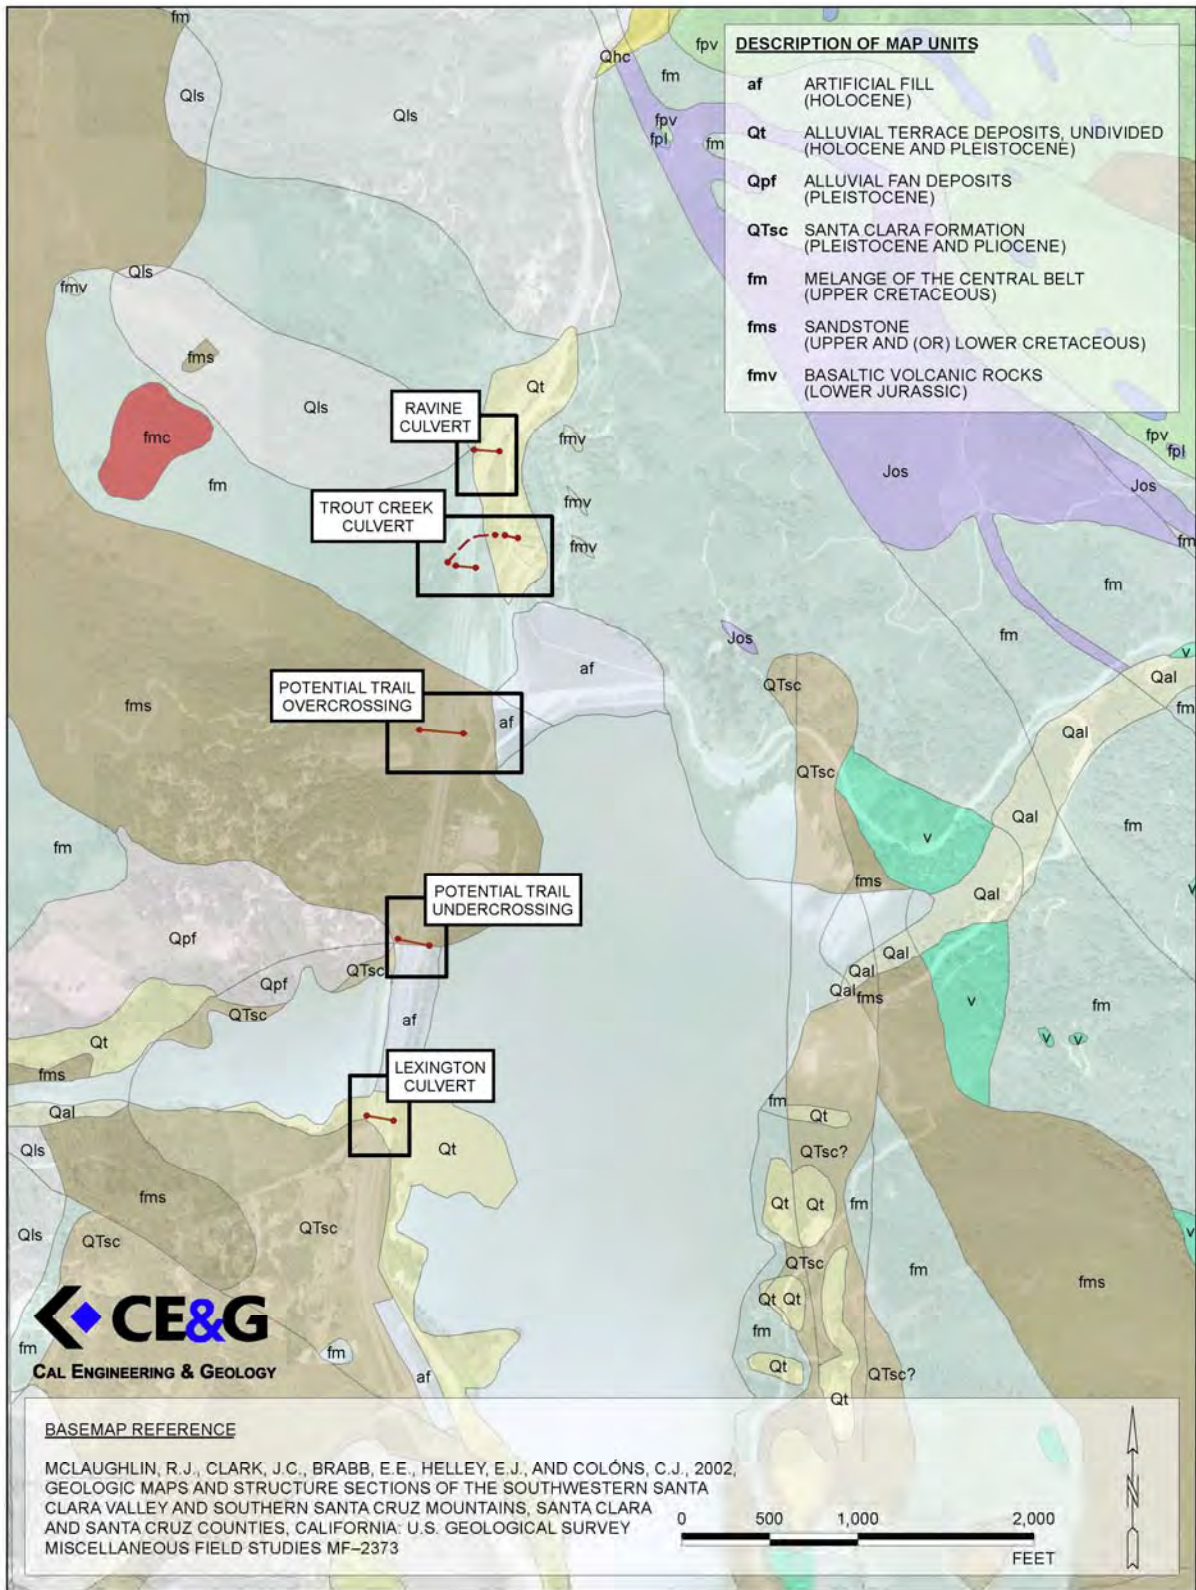 fm
Qls
Qls
Qhc
fpv
fm
fpv
fpl
fm
DESCRIPTION OF MAP UNITS
af ARTIFICIAL FILL
(HOLOCENE)
Qt ALLUVIAL TERRACE DEPOSITS, UNDIVIDED
(HOLOCENE AND PLEISTOCENE)
Qpf ALLUVIAL FAN DEPOSITS
(PLEISTOCENE)
QTsc SANTA CLARA FORMATION
(PLEISTOCENE AND PLIOCENE)
fm MELANGE OF THE CENTRAL BELT
(UPPER CRETACEOUS)
fms SANDSTONE
(UPPER AND (OR) LOWER CRETACEOUS)
fmv BASALTIC VOLCANIC ROCKS
(LOWER JURASSIC)
Qls
fmv
fms
Qls
Qt
fmc
fm
RAVINE
CULVERT
fmv
fpv
fpl
Jos
Jos
TROUT CREEK
CULVERT
fmv
fmv
fm
fm
fm
Jos
v
af
QTsc
Qal
fm
POTENTIAL TRAIL
OVERCROSSING
fms
af
Qal
QTsc
Qal
fm
v
fm
fms
v
Qal
POTENTIAL TRAIL
UNDERCROSSING
Qpf
Qal
QTsc
Qal
Qpf
Qal
fms
v
fm
QTsc
af
Qt
v
v
fms
LEXINGTON
CULVERT
fm
Qal
Qt
Qls
Qt
QTsc?
fms
Qt
Qt
fm
QTsc
v
Qls
QTsc
QTsc
fm
fms
Qt
Qt
fm
fm
fm
Qt
af
QTsc?
Qt
CE&G
CAL ENGINEERING & GEOLOGY
BASEMAP REFERENCE
MCLAUGHLIN, R.J., CLARK, J.C., BRABB, E.E., HELLEY, E.J., AND COLÓNS, C.J., 2002,
GEOLOGIC MAPS AND STRUCTURE SECTIONS OF THE SOUTHWESTERN SANTA
CLARA VALLEY AND SOUTHERN SANTA CRUZ MOUNTAINS, SANTA CLARA
AND SANTA CRUZ COUNTIES, CALIFORNIA: U.S. GEOLOGICAL SURVEY
MISCELLANEOUS FIELD STUDIES MF–2373
N
0 500 1,000 2,000
FEET